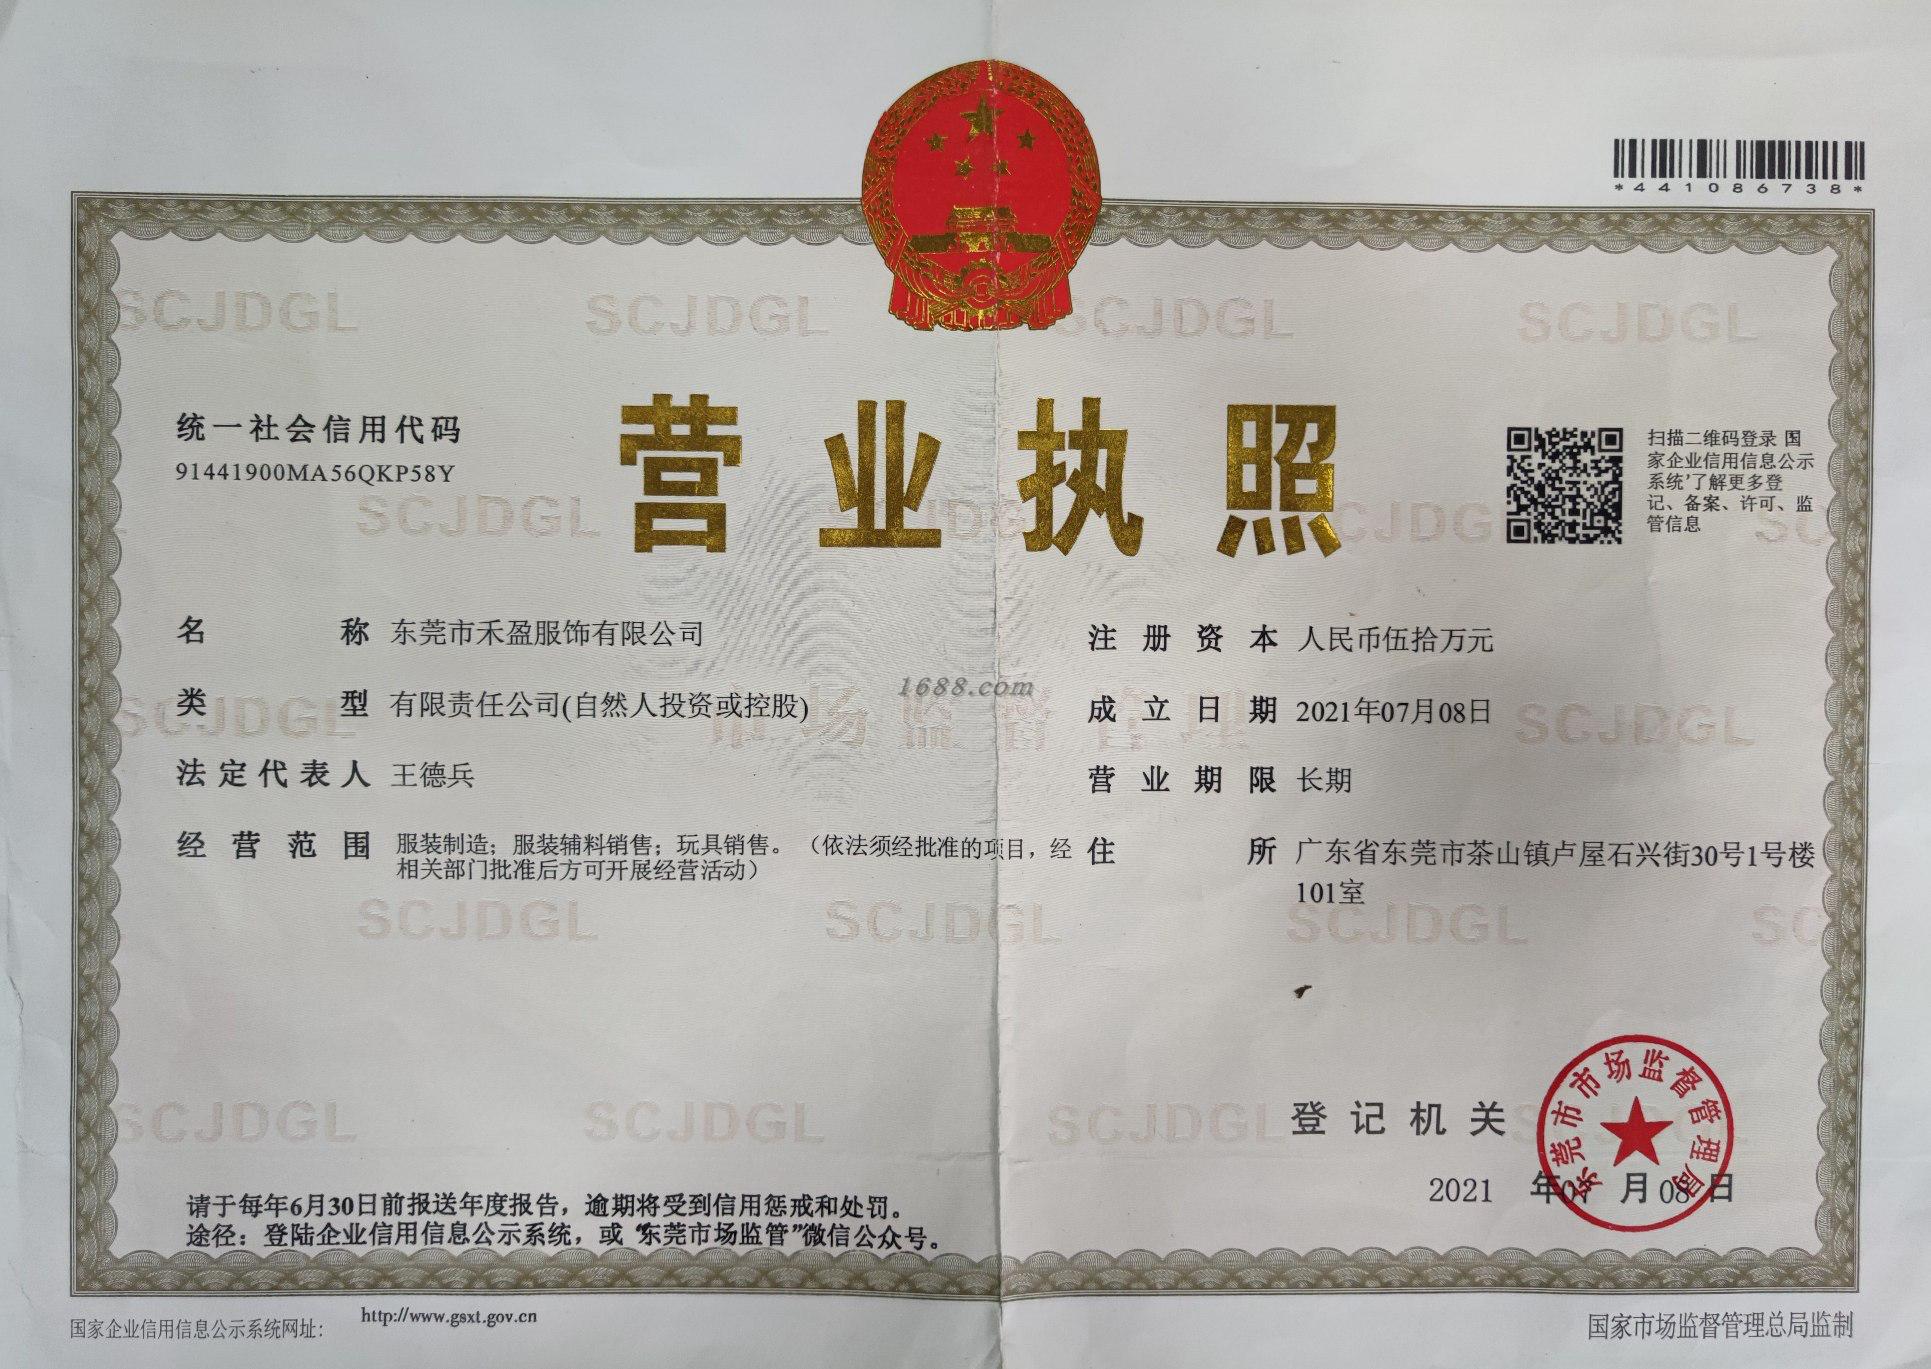 *441086738*
统一社会信用代码
91441900MA56QKP58Y
营业执照
扫描二维码登录 国
家企业信用信息公示
系统'了解更多登
记、备案、许可、监
管信息
名称 东莞市禾盈服饰有限公司
类型 有限责任公司(自然人投资或控股)
法定代表人 王德兵
经营范围 服装制造；服装辅料销售；玩具销售。（依法须经批准的项目，经
相关部门批准后方可开展经营活动）
注册资本 人民币伍拾万元
成立日期 2021年07月08日
营业期限 长期
住所 广东省东莞市茶山镇卢屋石兴街30号1号楼
101室
1688.com
SCJDGL
市场监督管理
登记机关
东莞市市场监督管理局
2021 年 月 08 日
请于每年6月30日前报送年度报告，逾期将受到信用惩戒和处罚。
途径：登陆企业信用信息公示系统，或“东莞市场监管”微信公众号。
国家企业信用信息公示系统网址： http://www.gsxt.gov.cn
国家市场监督管理总局监制